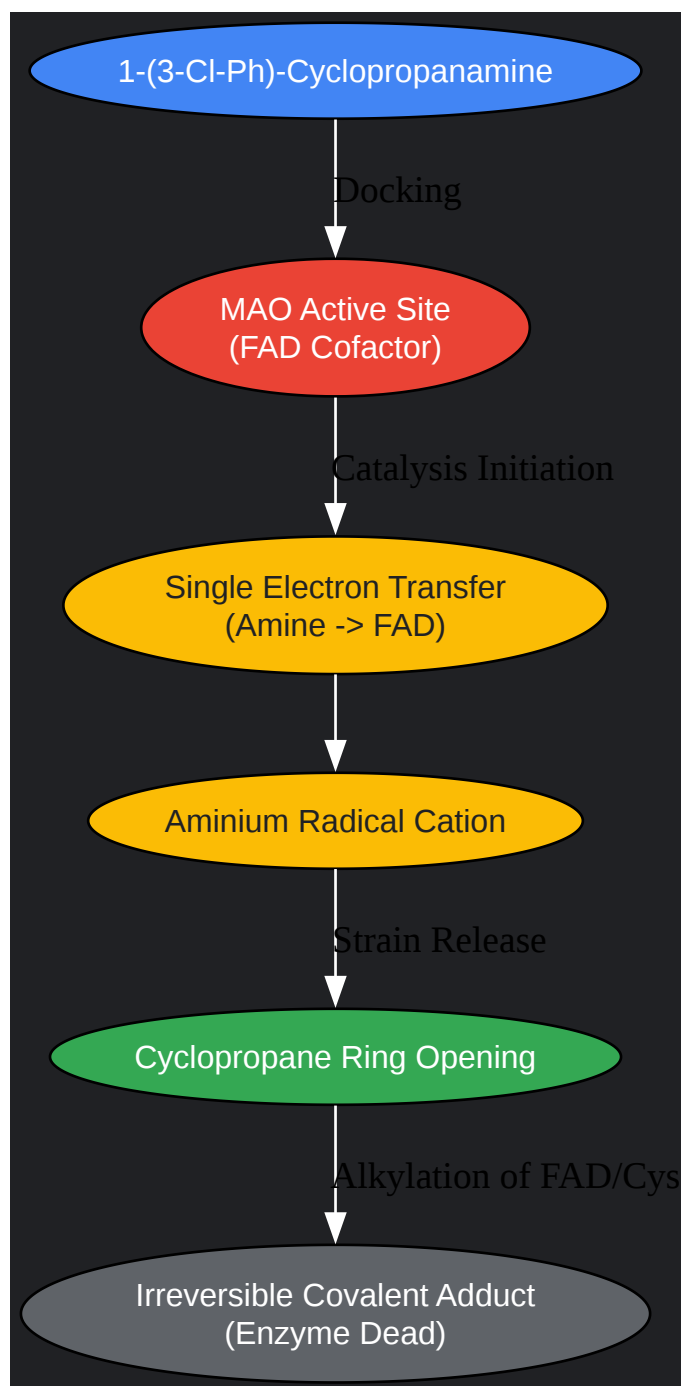 1-(3-Cl-Ph)-Cyclopropanamine
Docking
MAO Active Site
(FAD Cofactor)
Catalysis Initiation
Single Electron Transfer
(Amine -> FAD)
Aminium Radical Cation
Strain Release
Cyclopropane Ring Opening
Alkylation of FAD/Cys
Irreversible Covalent Adduct
(Enzyme Dead)